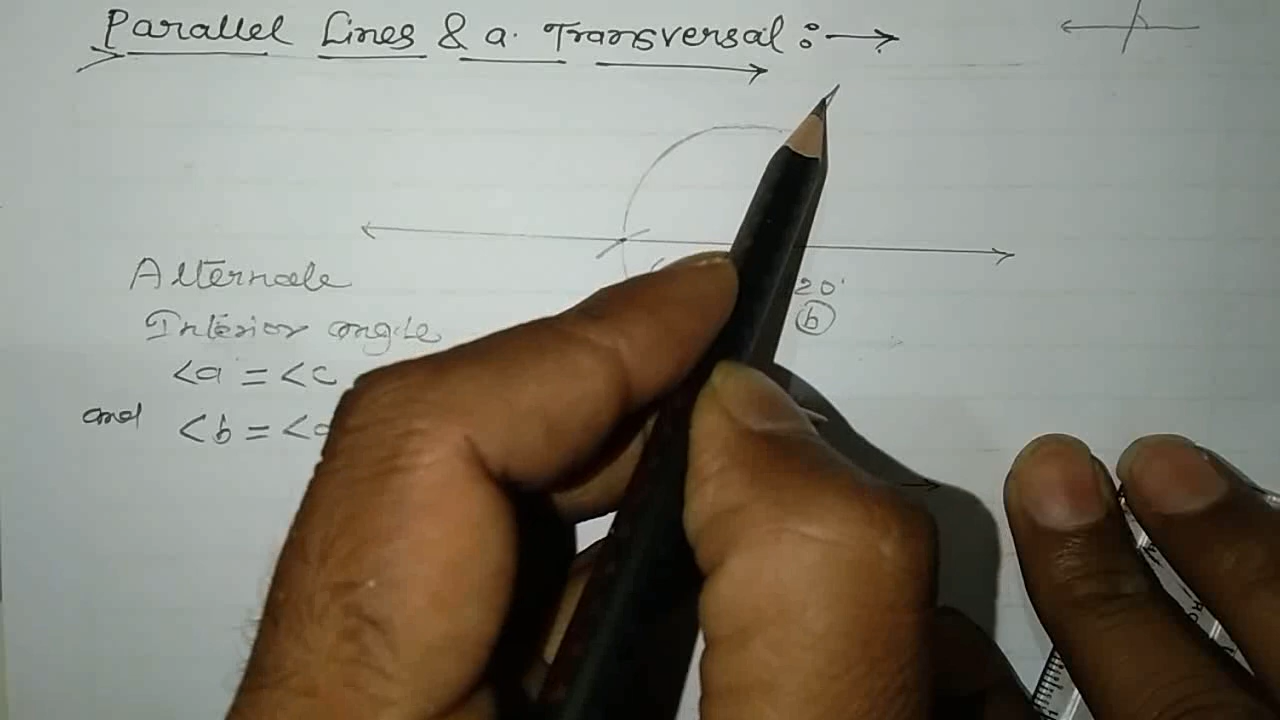 Parallel Lines & a. Transversal :→
20°
b
Alternate
Interior angle
<a = <c
and <b = <